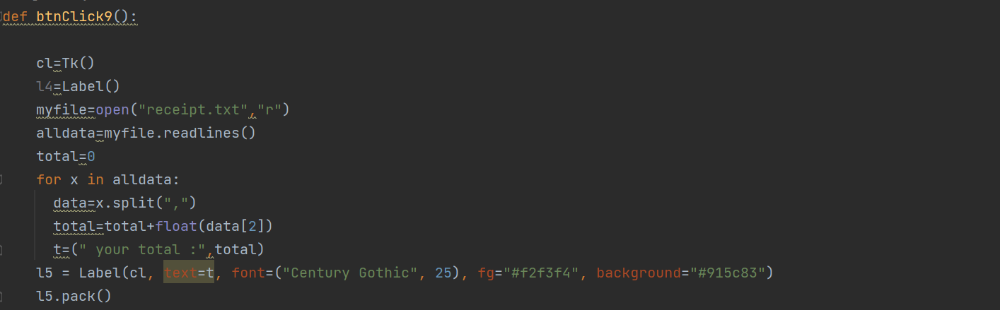 def btnClick9():
    cl=Tk()
    l4=Label()
    myfile=open("receipt.txt","r")
    alldata=myfile.readlines()
    total=0
    for x in alldata:
      data=x.split(",")
      total=total+float(data[2])
      t=(" your total :",total)
    l5 = Label(cl, text=t, font=("Century Gothic", 25), fg="#f2f3f4", background="#915c83")
    l5.pack()